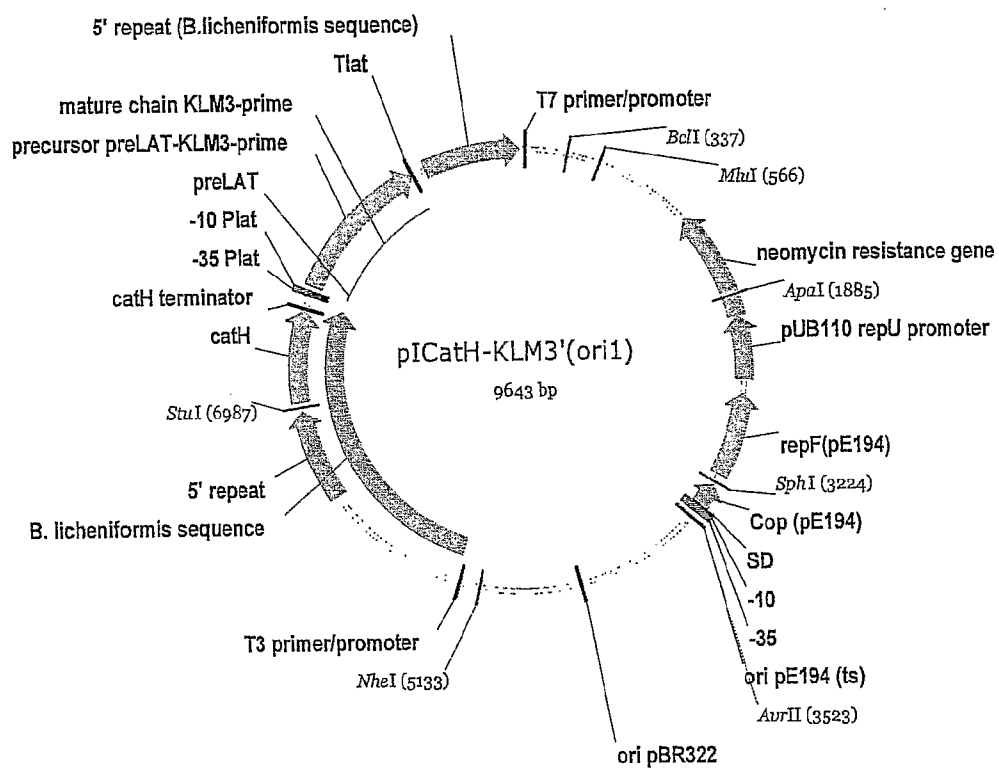 5' repeat (B.licheniformis sequence)
Tlat
mature chain KLM3-prime
precursor preLAT-KLM3-prime
preLAT
-10 Plat
-35 Plat
catH terminator
catH
StuI (6987)
5' repeat
B. licheniformis sequence
T7 primer/promoter
BclI (337)
MluI (566)
neomycin resistance gene
ApaI (1885)
pUB110 repU promoter
pICatH-KLM3'(ori1)
9643 bp
repF(pE194)
SphI (3224)
Cop (pE194)
SD
-10
-35
ori pE194 (ts)
AvrII (3523)
T3 primer/promoter
NheI (5133)
ori pBR322